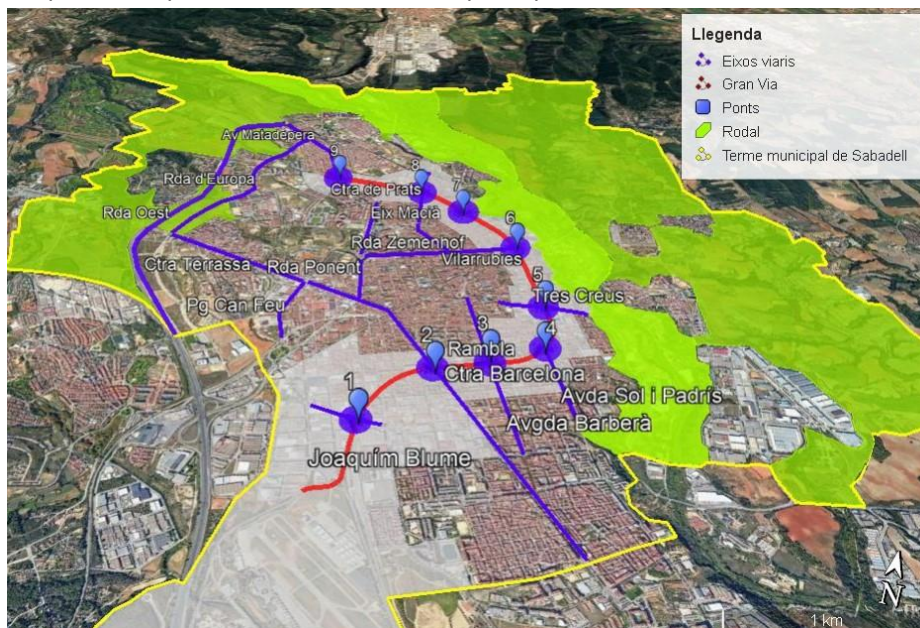 Llegenda
Eixos viaris
Gran Via
Ponts
Rodal
Terme municipal de Sabadell
Av Matadepera
9
8
Rda d'Europa
Ctra de Prats
7
Eix Macià
Rda Oest
6
Rda Zemenhof
Vilarrubies
Ctra Terrassa
Rda Ponent
5
Tres Creus
Pg Can Feu
4
3
2
Rambla
Ctra Barcelona
1
Avda Sol i Padrís
Avgda Barberà
Joaquím Blume
N
1 km